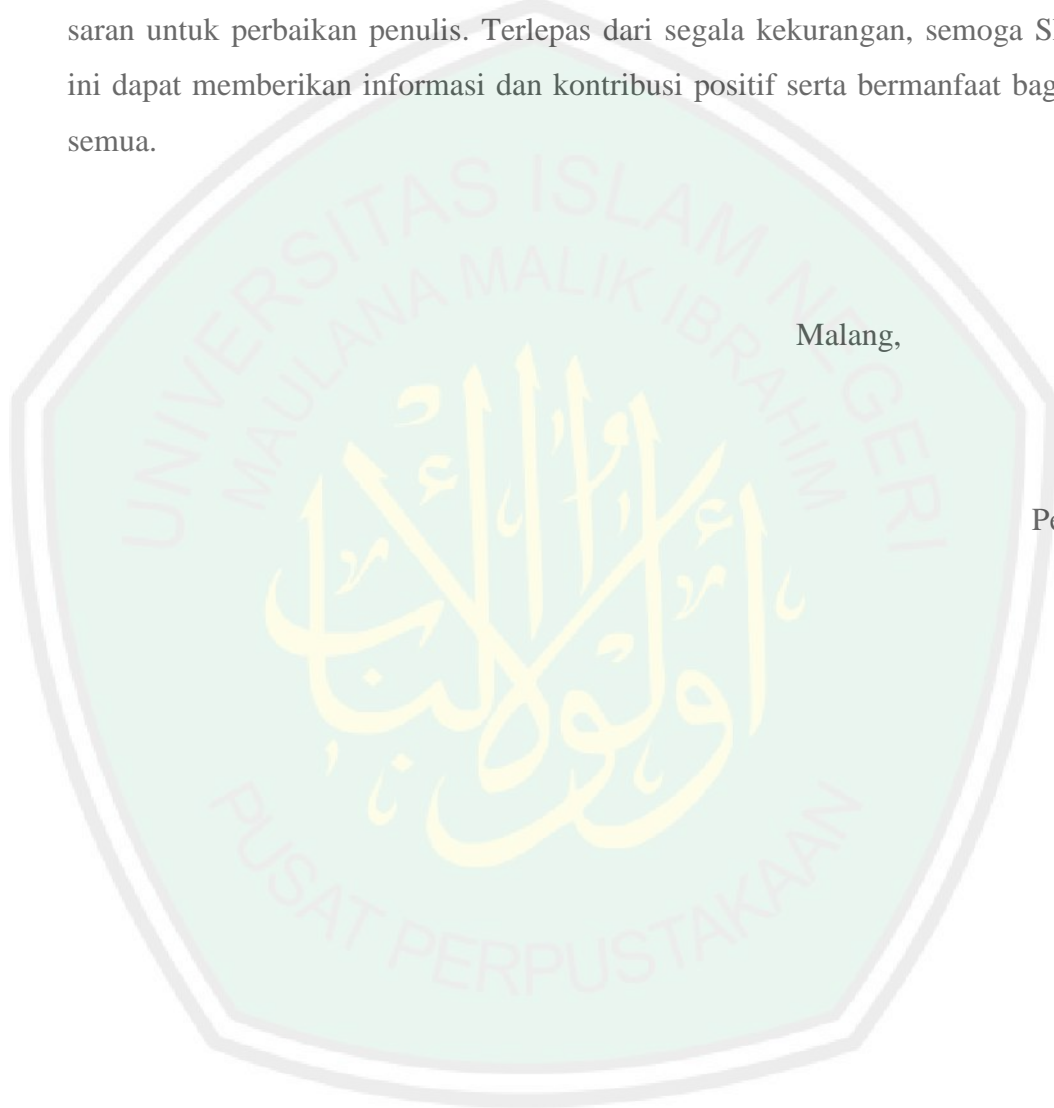 saran untuk perbaikan penulis. Terlepas dari segala kekurangan, semoga
ini dapat memberikan informasi dan kontribusi positif serta bermanfaat
semua.
Malang,
UNIVERSITAS ISLAM NEGERI
MAULANA MALIK IBRAHIM
PUSAT PERPUSTAKAAN